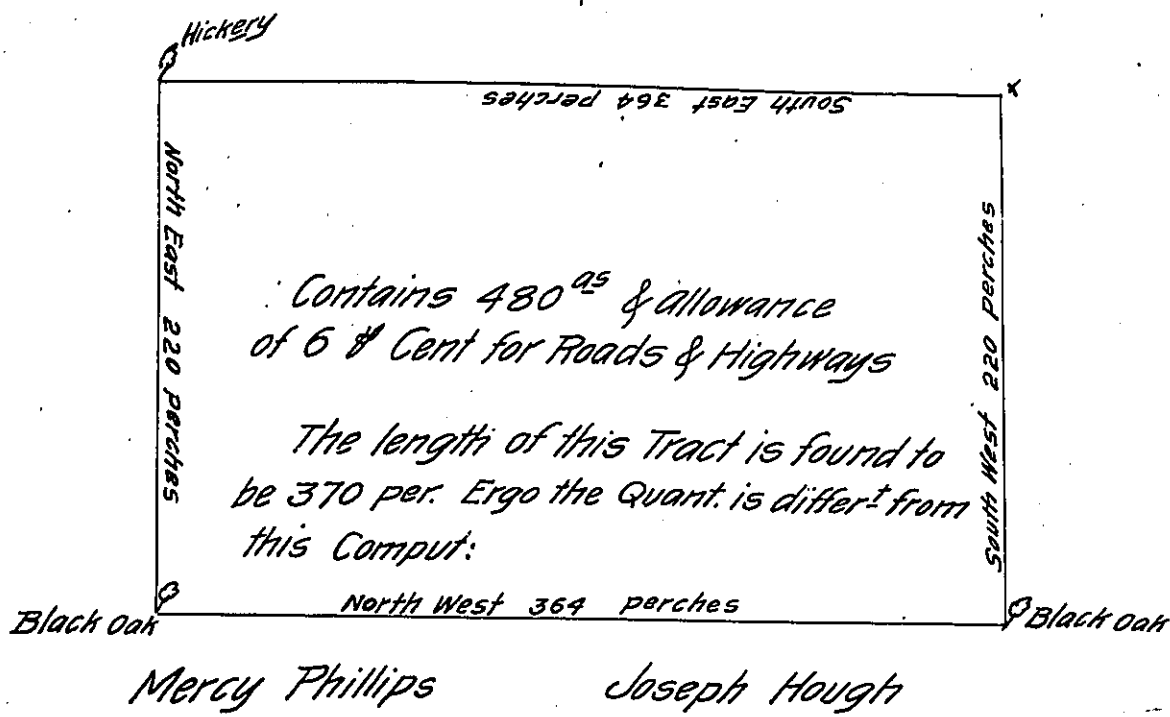 Hickery
South East 364 perches
North East 220 perches
South West 220 perches
Contains 480 as & allowance
of 6 ⅌ Cent for Roads & Highways
The length of this Tract is found to
be 370 per. Ergo the Quant. is differt from
this Comput:
North West 364 perches
Black Oak
Black Oak
Mercy Phillips
Joseph Hough